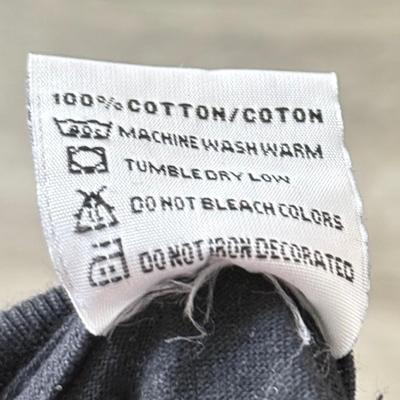 100% COTTON/COTON
MACHINE WASH WARM
TUMBLE DRY LOW
DO NOT BLEACH COLORS
DO NOT IRON DECORATED